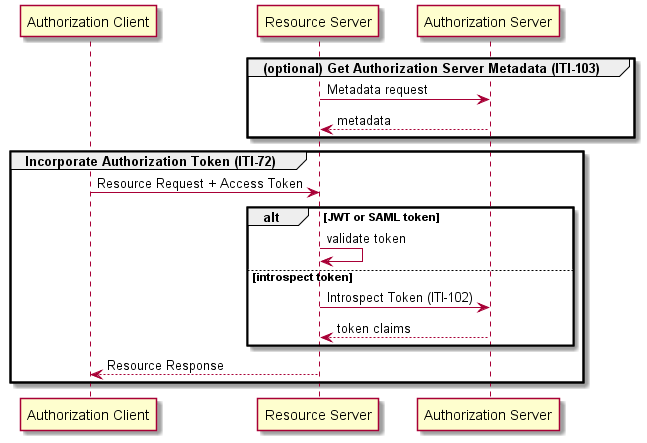 Authorization Client
Resource Server
Authorization Server
(optional) Get Authorization Server Metadata (ITI-103)
Metadata request
metadata
Incorporate Authorization Token (ITI-72)
Resource Request + Access Token
alt [JWT or SAML token]
validate token
[introspect token]
Introspect Token (ITI-102)
token claims
Resource Response
Authorization Client
Resource Server
Authorization Server